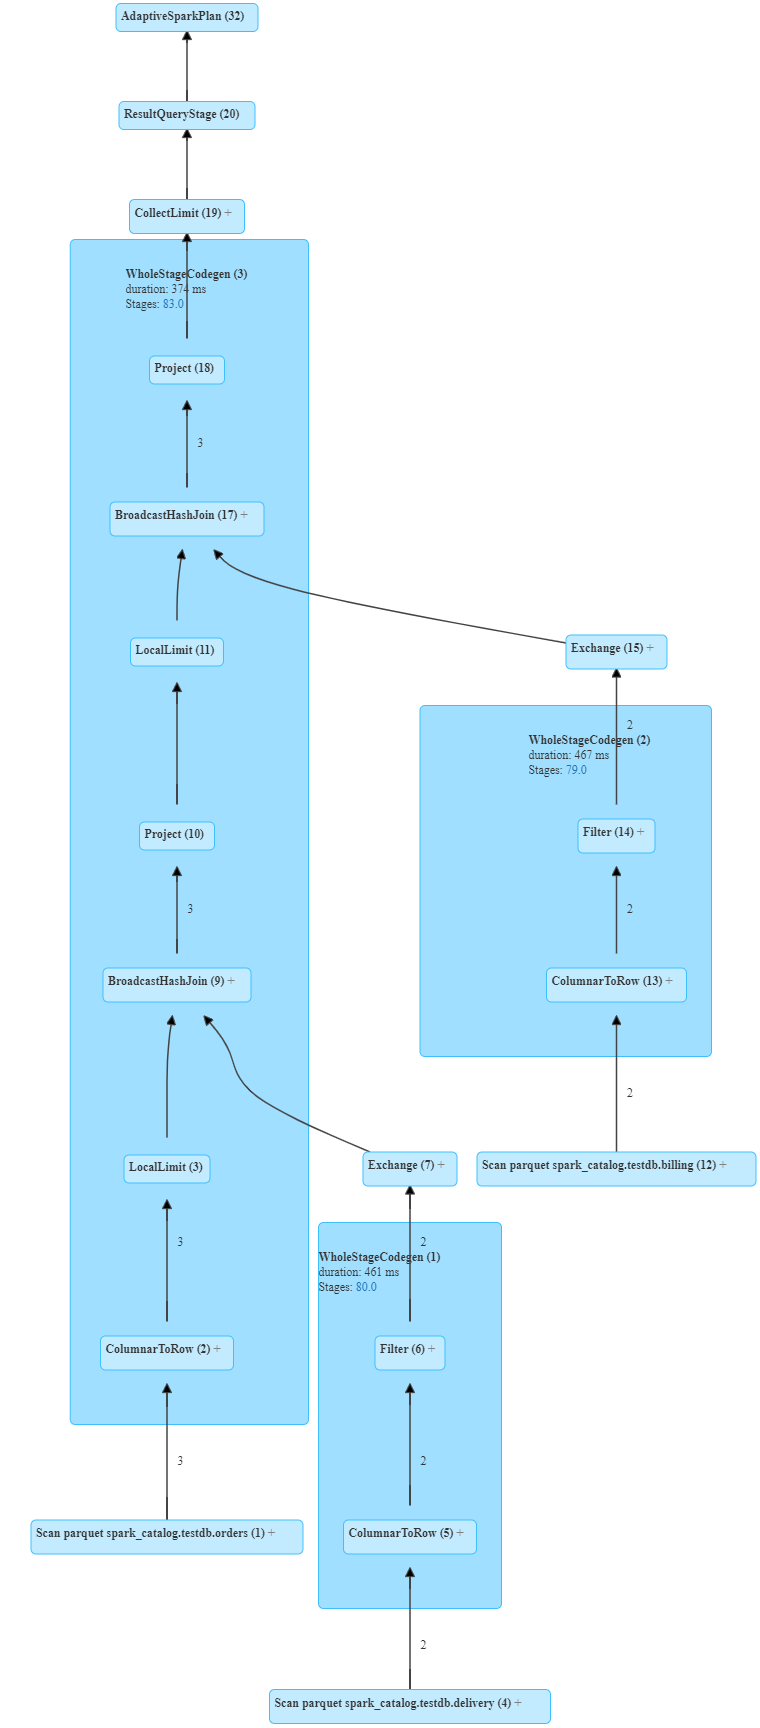 AdaptiveSparkPlan (32)
ResultQueryStage (20)
CollectLimit (19) +
WholeStageCodegen (3)
duration: 374 ms
Stages: 83.0
Project (18)
3
BroadcastHashJoin (17) +
LocalLimit (11)
Exchange (15) +
2
WholeStageCodegen (2)
duration: 467 ms
Stages: 79.0
Project (10)
Filter (14) +
3
2
BroadcastHashJoin (9) +
ColumnarToRow (13) +
2
LocalLimit (3)
Exchange (7) +
Scan parquet spark_catalog.testdb.billing (12) +
3
2
WholeStageCodegen (1)
duration: 461 ms
Stages: 80.0
ColumnarToRow (2) +
Filter (6) +
3
2
Scan parquet spark_catalog.testdb.orders (1) +
ColumnarToRow (5) +
2
Scan parquet spark_catalog.testdb.delivery (4) +